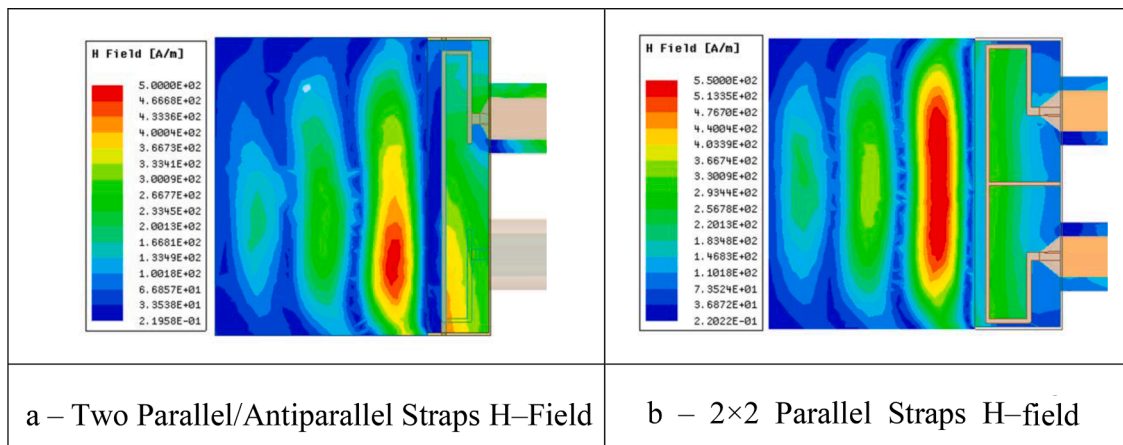 H Field [A/m]
5.0000E+02
4.6668E+02
4.3336E+02
4.0004E+02
3.6673E+02
3.3341E+02
3.0009E+02
2.6677E+02
2.3345E+02
2.0013E+02
1.6681E+02
1.3349E+02
1.0018E+02
6.6857E+01
3.3538E+01
2.1958E-01
H Field [A/m]
5.5000E+02
5.1335E+02
4.7670E+02
4.4004E+02
4.0339E+02
3.6674E+02
3.3009E+02
2.9344E+02
2.5678E+02
2.2013E+02
1.8348E+02
1.4683E+02
1.1018E+02
7.3524E+01
3.6872E+01
2.2022E-01
a – Two Parallel/Antiparallel Straps H–Field
b – 2×2 Parallel Straps H–field